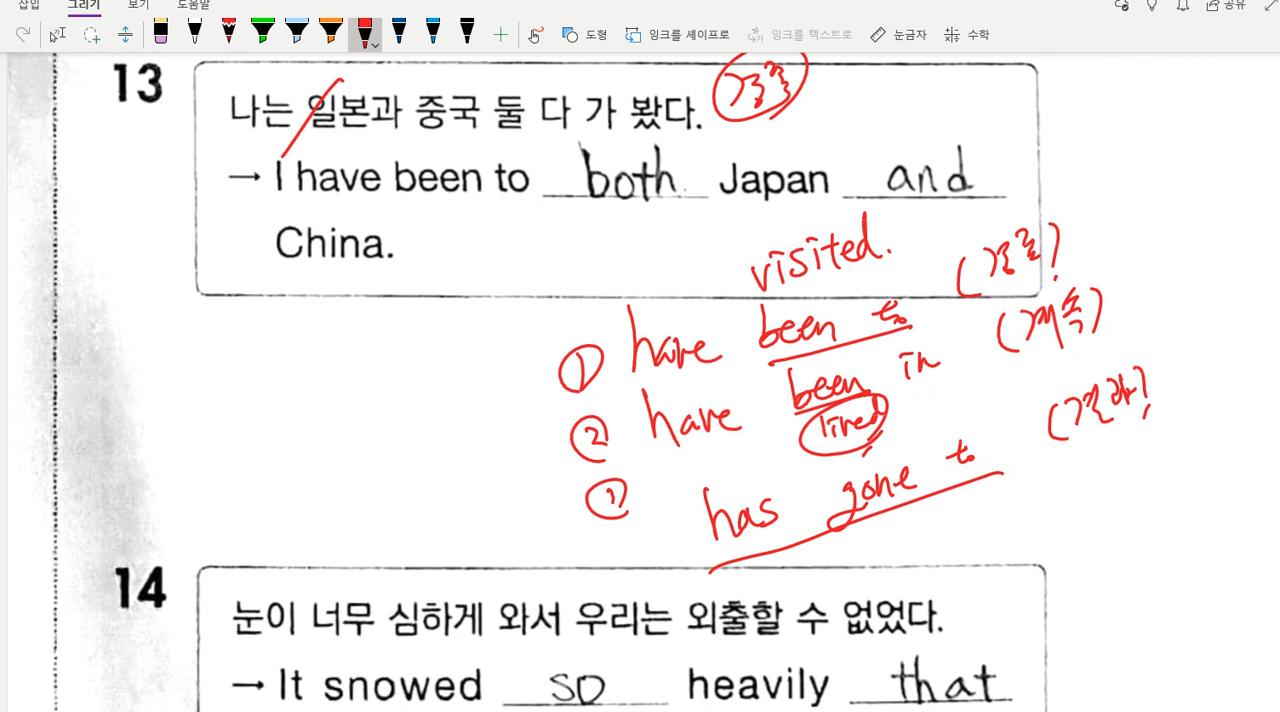 삽입 그리기 보기 도움말 공유
도형 잉크를 셰이프로 잉크를 텍스트로 눈금자 수학
13
나는 일본과 중국 둘 다 가 봤다. 경험
→ I have been to both Japan and
China.
visited.
① have been to (경험)
② have been in (계속)
lived
has gone to (결과)
14
눈이 너무 심하게 와서 우리는 외출할 수 없었다.
→ It snowed so heavily that